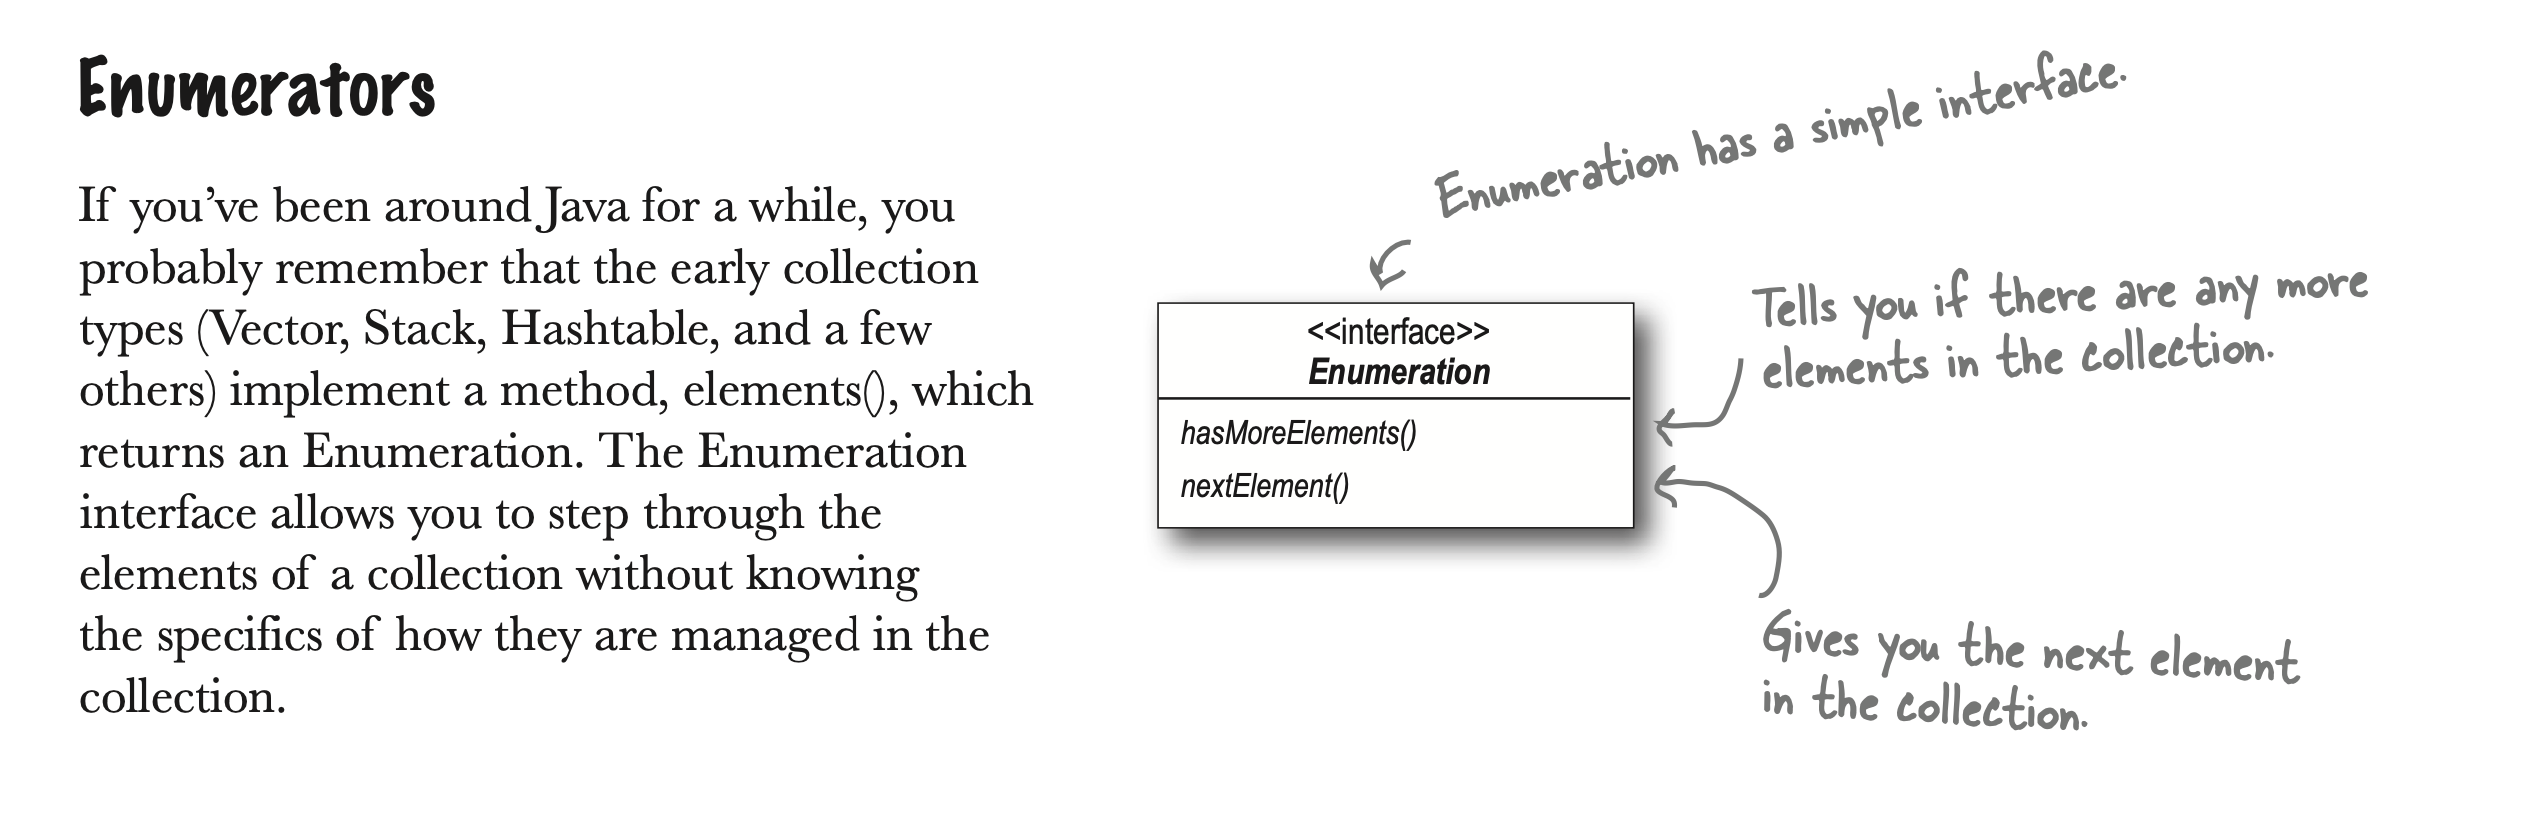 Enumerators
If you’ve been around Java for a while, you
probably remember that the early collection
types (Vector, Stack, Hashtable, and a few
others) implement a method, elements(), which
returns an Enumeration. The Enumeration
interface allows you to step through the
elements of a collection without knowing
the specifics of how they are managed in the
collection.
Enumeration has a simple interface.
<<interface>>
Enumeration
hasMoreElements()
nextElement()
Tells you if there are any more
elements in the collection.
Gives you the next element
in the collection.